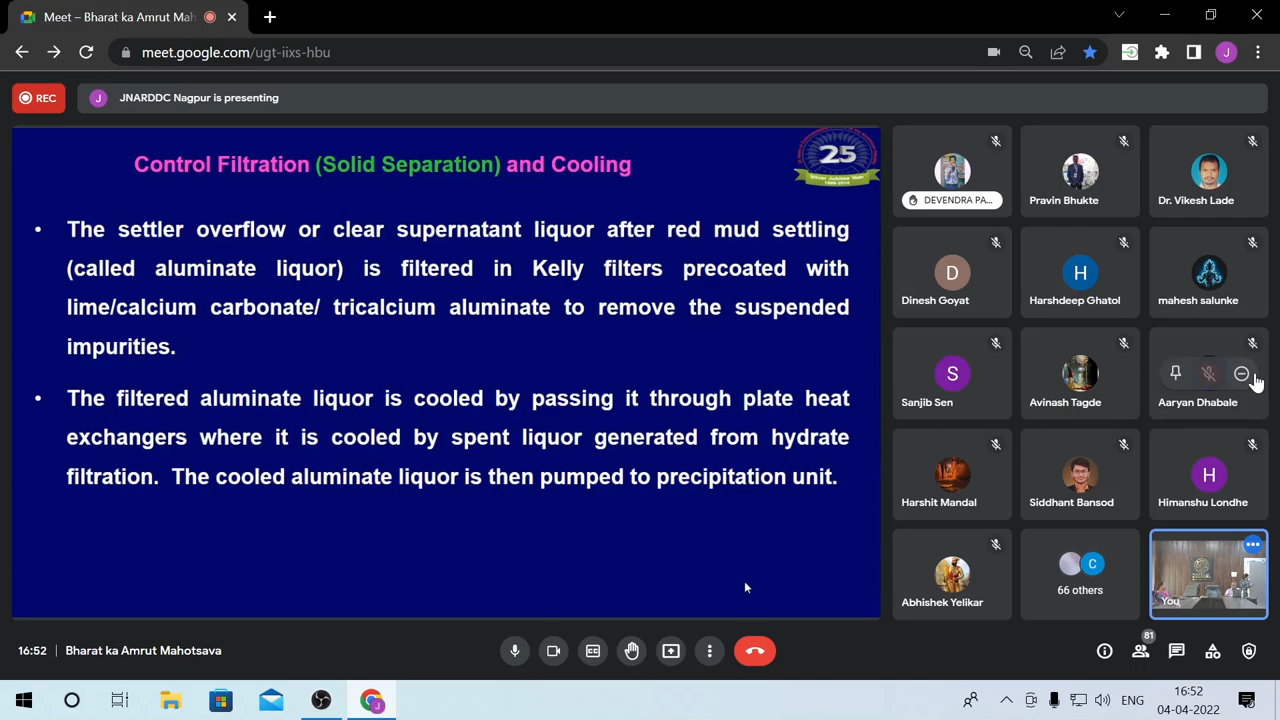 Meet – Bharat ka Amrut Mah
meet.google.com/ugt-iixs-hbu
J
REC
J
JNARDDC Nagpur is presenting
Control Filtration (Solid Separation) and Cooling
25
Silver Jubilee Year
1989-2014
• The settler overflow or clear supernatant liquor after red mud settling
(called aluminate liquor) is filtered in Kelly filters precoated with
lime/calcium carbonate/ tricalcium aluminate to remove the suspended
impurities.
• The filtered aluminate liquor is cooled by passing it through plate heat
exchangers where it is cooled by spent liquor generated from hydrate
filtration. The cooled aluminate liquor is then pumped to precipitation unit.
DEVENDRA PA...
Pravin Bhukte
Dr. Vikesh Lade
D
Dinesh Goyat
H
Harshdeep Ghatol
mahesh salunke
S
Sanjib Sen
Avinash Tagde
Aaryan Dhabale
Harshit Mandal
Siddhant Bansod
H
Himanshu Londhe
Abhishek Yelikar
C
66 others
You
16:52 Bharat ka Amrut Mahotsava
81
ENG
16:52
04-04-2022